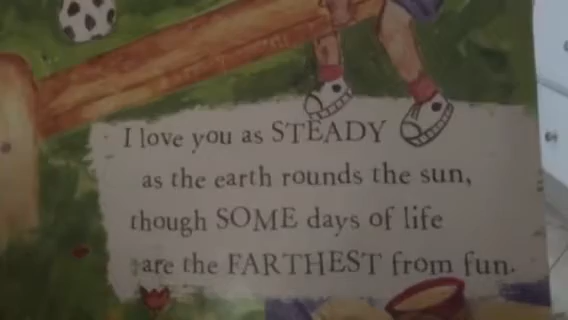 I love you as STEADY
as the earth rounds the sun,
though SOME days of life
are the FARTHEST from fun.